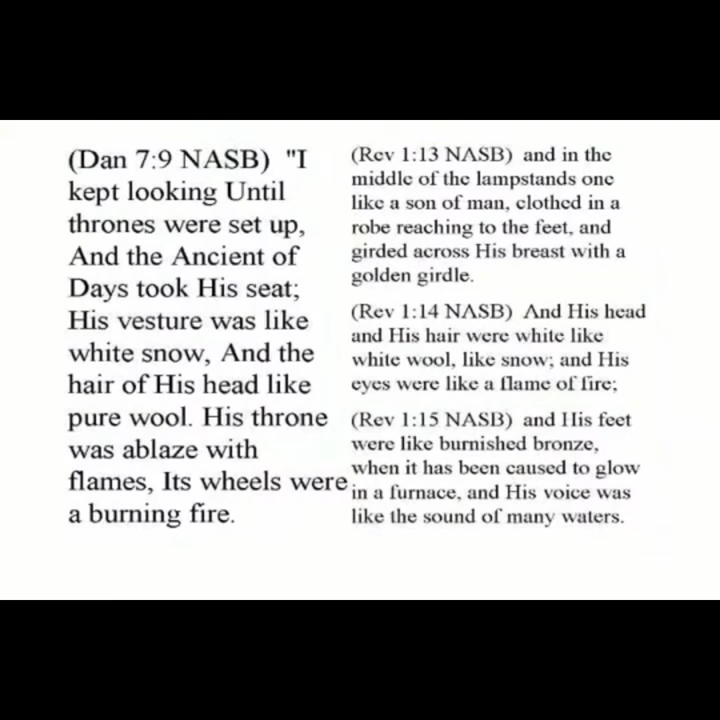 (Dan 7:9 NASB)  "I
kept looking Until
thrones were set up,
And the Ancient of
Days took His seat;
His vesture was like
white snow, And the
hair of His head like
pure wool. His throne
was ablaze with
flames, Its wheels were
a burning fire.
(Rev 1:13 NASB)  and in the
middle of the lampstands one
like a son of man, clothed in a
robe reaching to the feet, and
girded across His breast with a
golden girdle.
(Rev 1:14 NASB)  And His head
and His hair were white like
white wool, like snow; and His
eyes were like a flame of fire;
(Rev 1:15 NASB)  and His feet
were like burnished bronze,
when it has been caused to glow
in a furnace, and His voice was
like the sound of many waters.